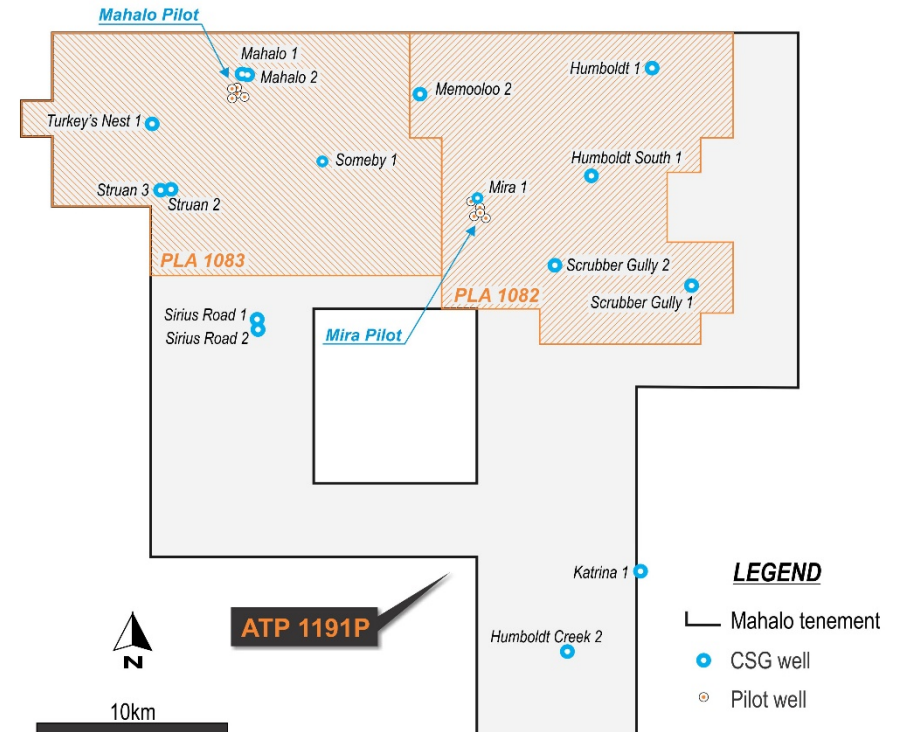 Mahalo Pilot
Mahalo 1
Mahalo 2
Humboldt 1
Memooloo 2
Turkey's Nest 1
Someby 1
Humboldt South 1
Struan 3
Struan 2
Mira 1
PLA 1083
Scrubber Gully 2
PLA 1082
Scrubber Gully 1
Sirius Road 1
Sirius Road 2
Mira Pilot
Katrina 1
LEGEND
Mahalo tenement
ATP 1191P
Humboldt Creek 2
CSG well
N
Pilot well
10km